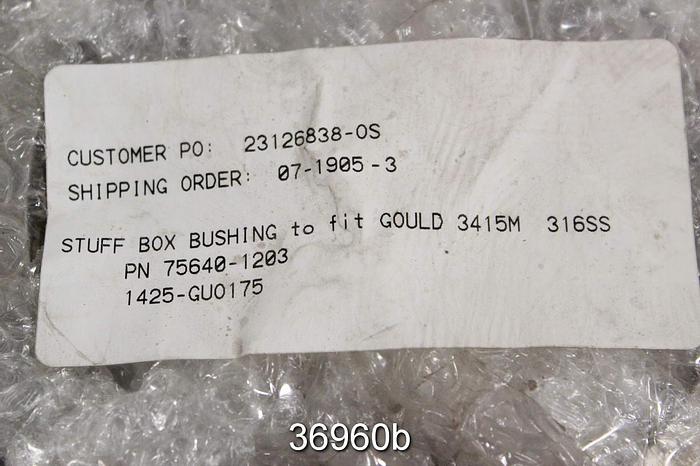 CUSTOMER PO: 23126838-OS
SHIPPING ORDER: 07-1905-3
STUFF BOX BUSHING to fit GOULD 3415M 316SS
PN 75640-1203
1425-GU0175
36960b